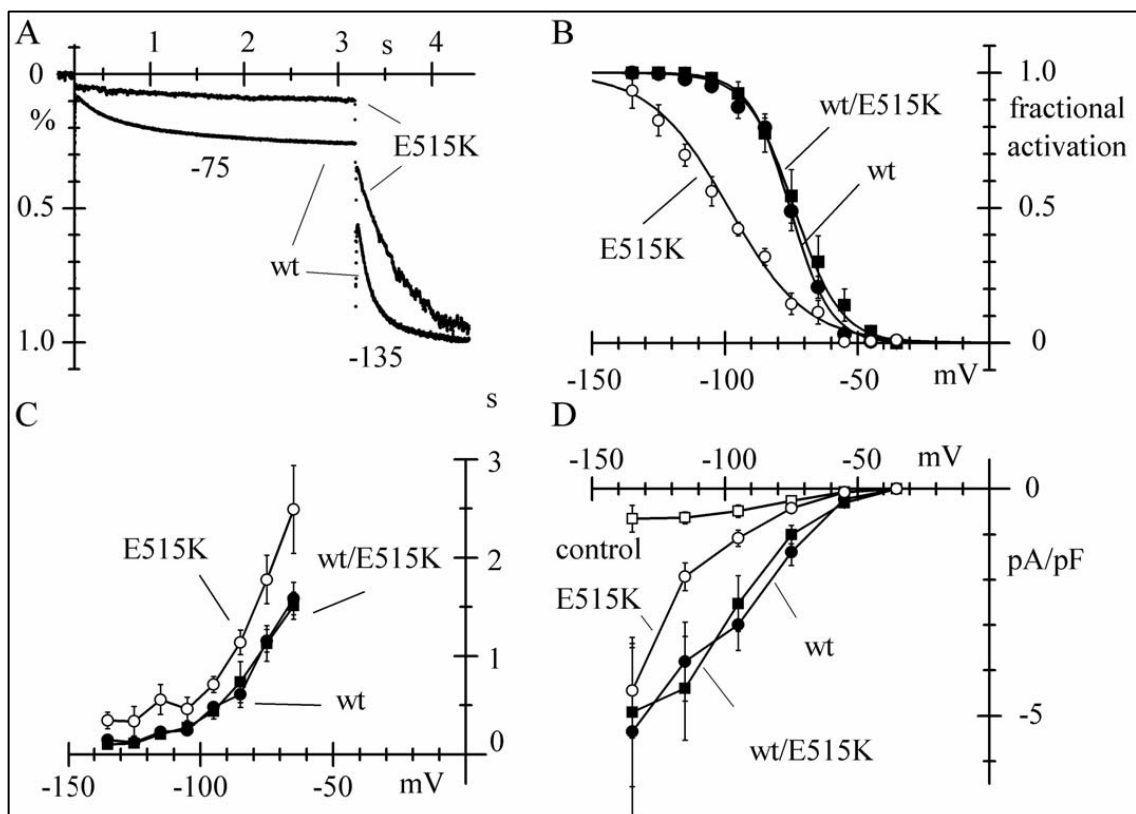 A
1 2 3 s 4
0
%
E515K
-75
0.5
wt
1.0
-135
B
1.0
fractional
activation
wt/E515K
wt
0.5
E515K
0
-150 -100 -50 mV
C
s
3
E515K
wt/E515K
2
1
wt
0
-150 -100 -50 mV
D
-150 -100 -50 mV
0
control
pA/pF
E515K
wt
-5
wt/E515K